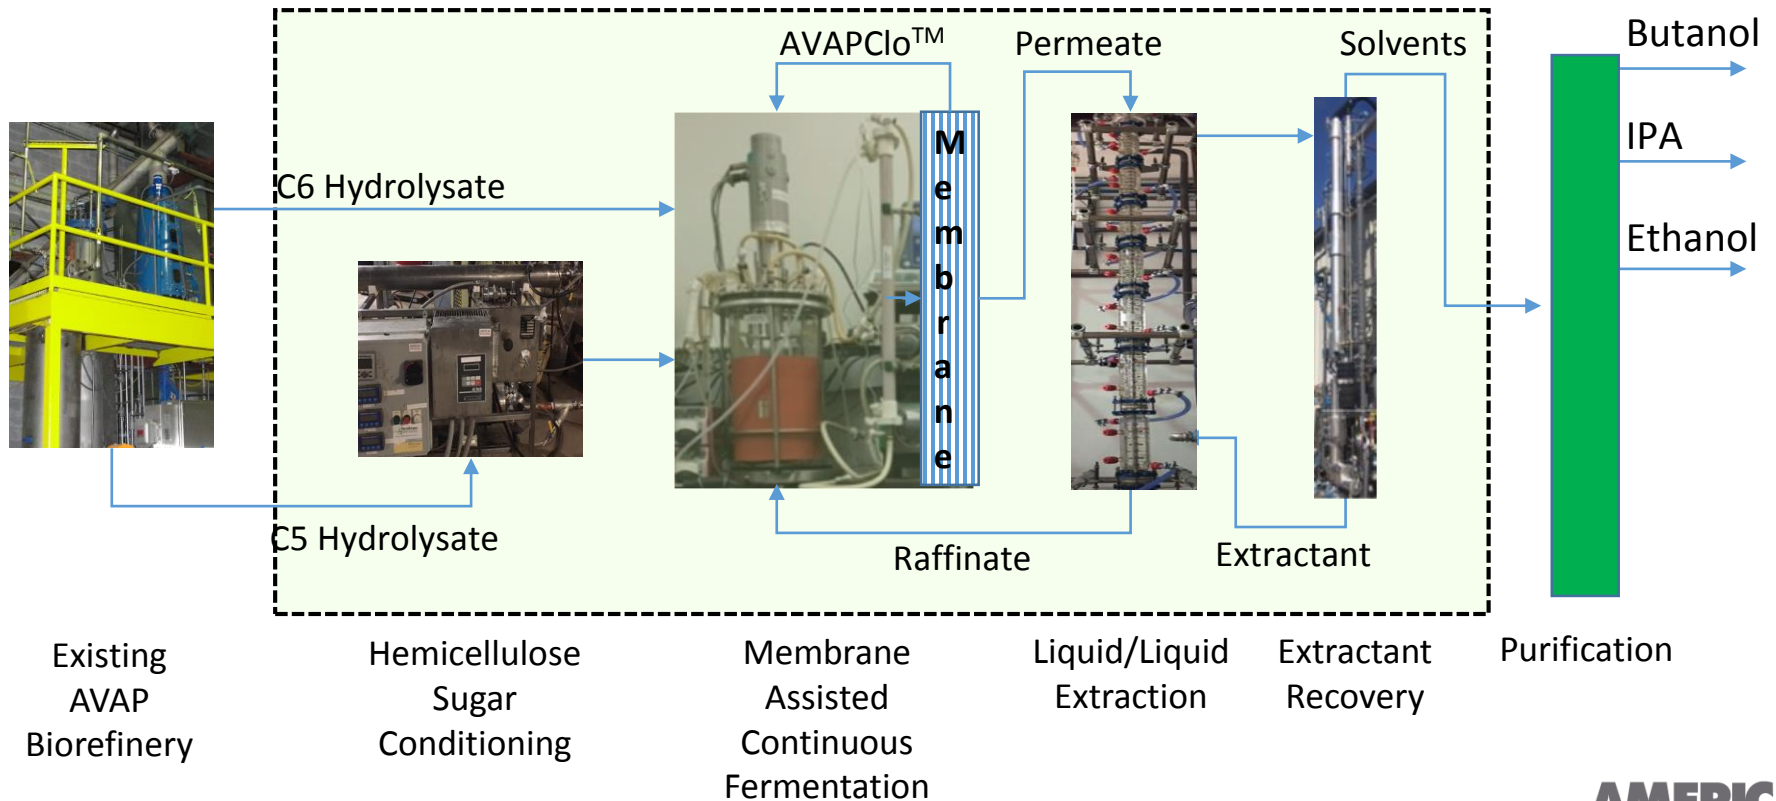 AVAPClo™
Permeate
Solvents
Butanol
IPA
Ethanol
C6 Hydrolysate
Membrane
C5 Hydrolysate
Raffinate
Extractant
Existing
AVAP
Biorefinery
Hemicellulose
Sugar
Conditioning
Membrane
Assisted
Continuous
Fermentation
Liquid/Liquid
Extraction
Extractant
Recovery
Purification